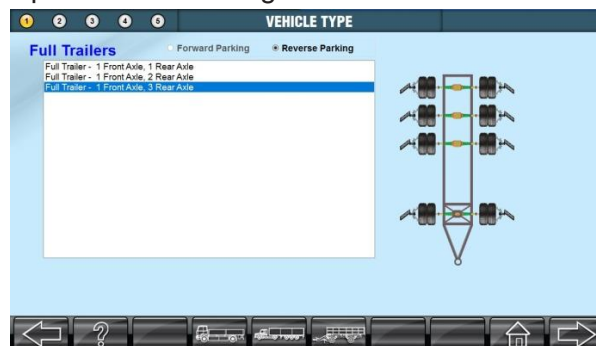 1 2 3 4 5 VEHICLE TYPE
Full Trailers Forward Parking Reverse Parking
Full Trailer - 1 Front Axle, 1 Rear Axle
Full Trailer - 1 Front Axle, 2 Rear Axle
Full Trailer - 1 Front Axle, 3 Rear Axle
?